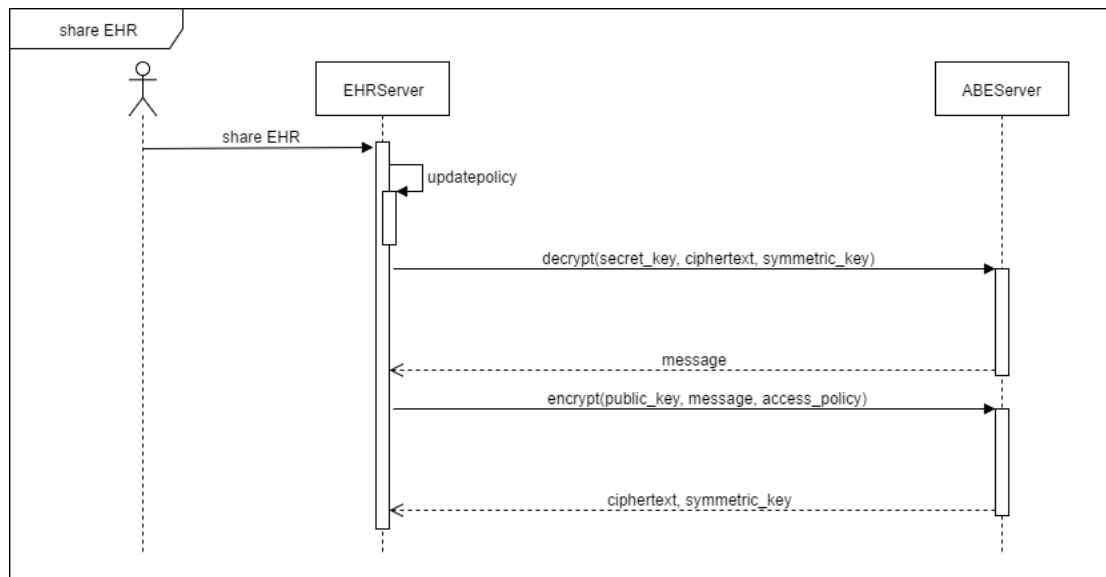 share EHR
EHRServer
ABEServer
share EHR
updatepolicy
decrypt(secret_key, ciphertext, symmetric_key)
message
encrypt(public_key, message, access_policy)
ciphertext, symmetric_key